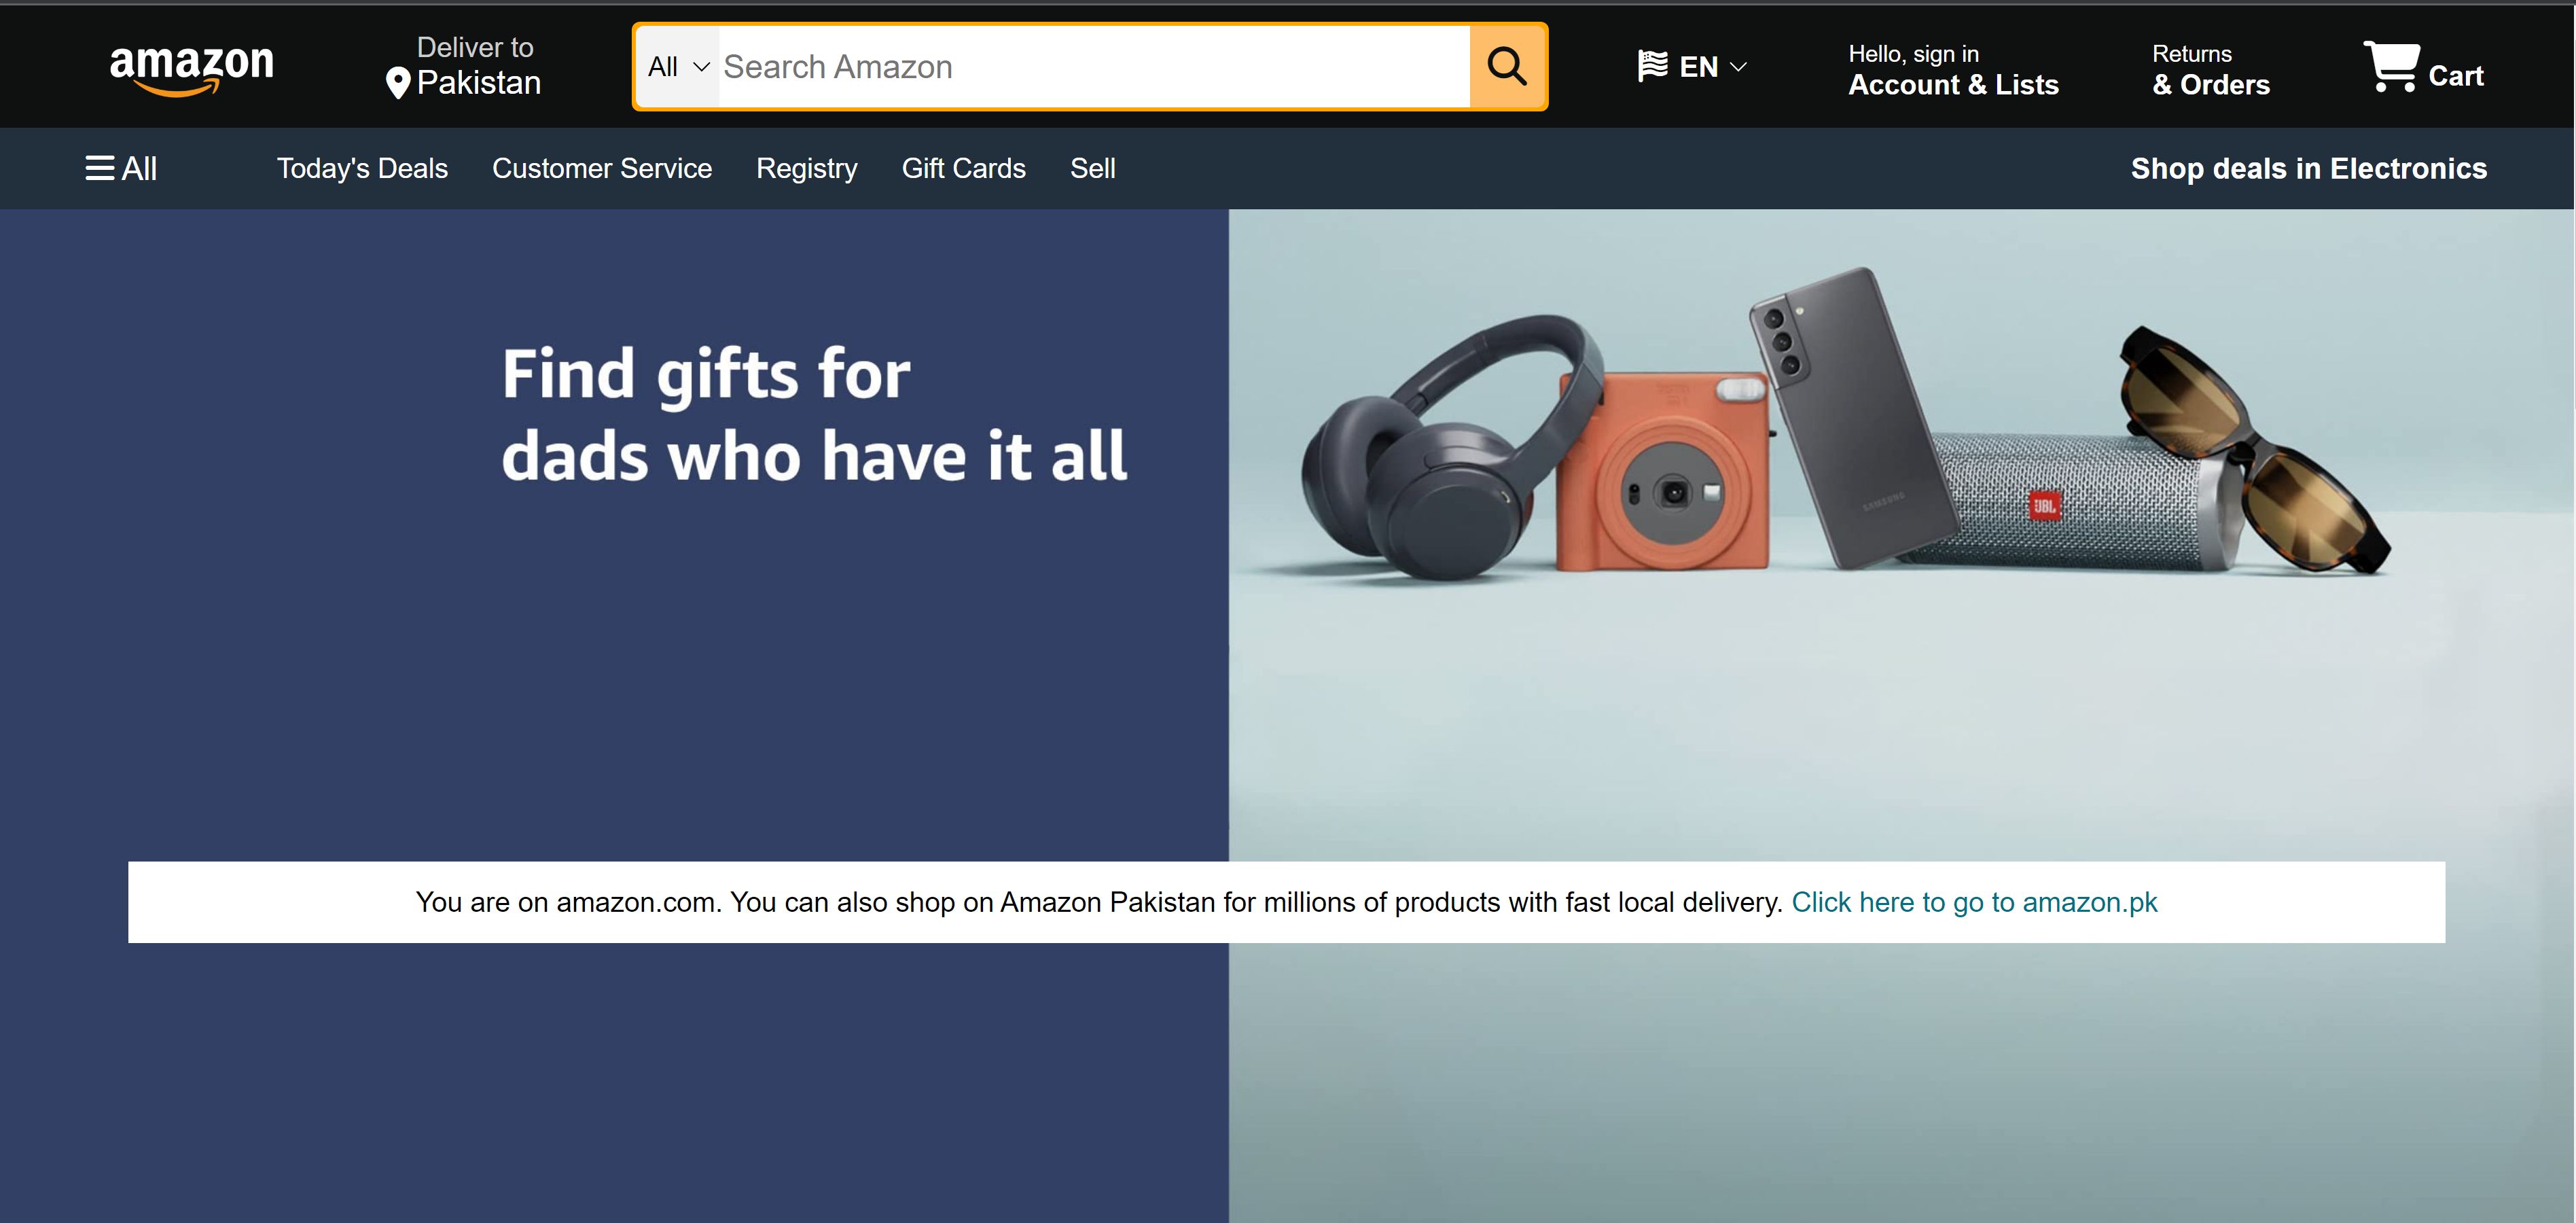 amazon
Deliver to
Pakistan
All
Search Amazon
EN
Hello, sign in
Account & Lists
Returns
& Orders
Cart
All
Today's Deals
Customer Service
Registry
Gift Cards
Sell
Shop deals in Electronics
Find gifts for
dads who have it all
SAMSUNG
JBL
You are on amazon.com. You can also shop on Amazon Pakistan for millions of products with fast local delivery. Click here to go to amazon.pk